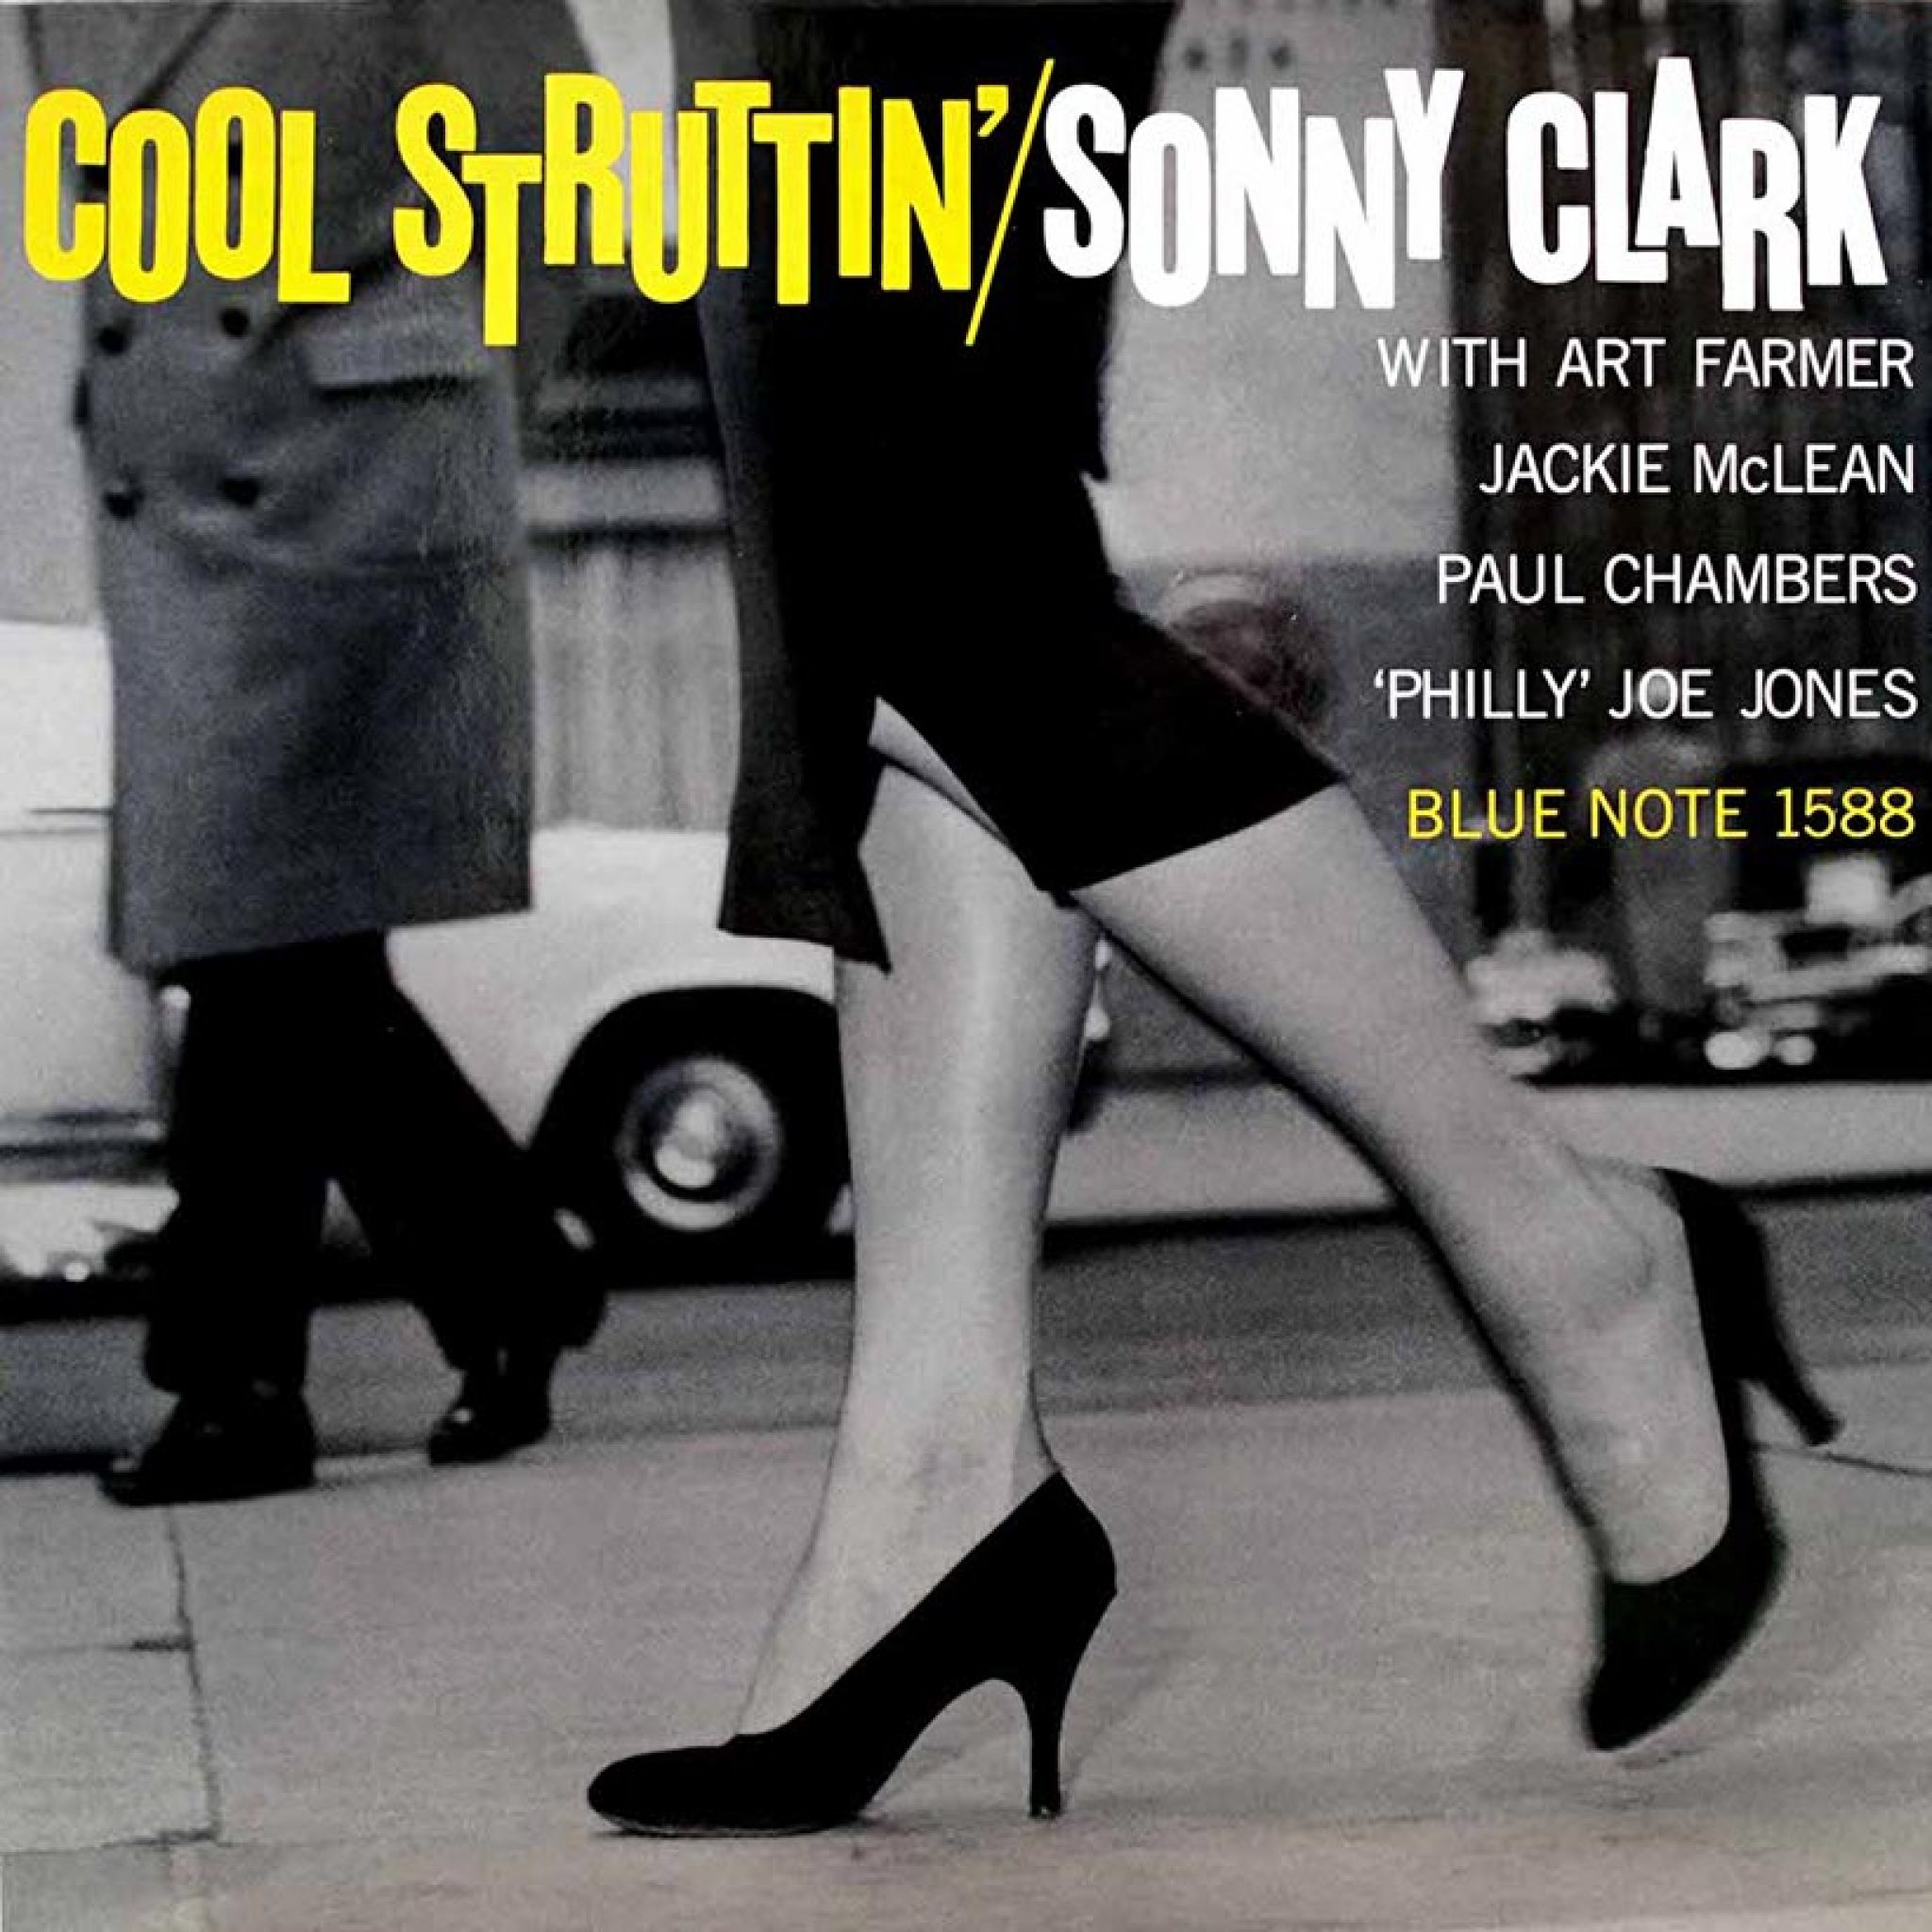 COOL STRUTTIN'/SONNY CLARK
WITH ART FARMER
JACKIE McLEAN
PAUL CHAMBERS
‘PHILLY’ JOE JONES
BLUE NOTE 1588